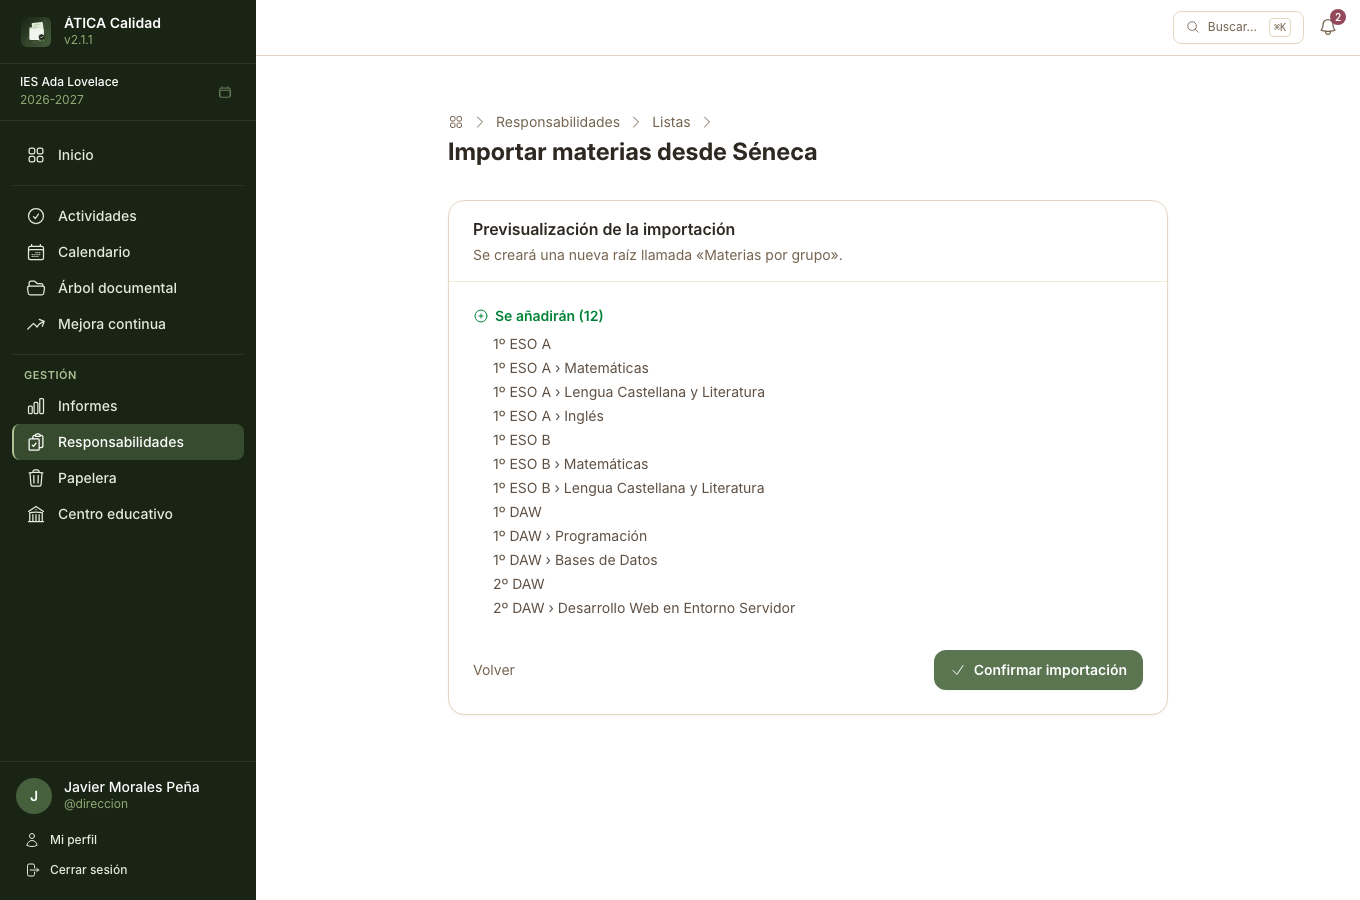 ÁTICA Calidad
v2.1.1
IES Ada Lovelace
2026-2027
Inicio
Actividades
Calendario
Árbol documental
Mejora continua
GESTIÓN
Informes
Responsabilidades
Papelera
Centro educativo
J
Javier Morales Peña
@direccion
Mi perfil
Cerrar sesión
Buscar... ⌘K
2
Responsabilidades > Listas >
Importar materias desde Séneca
Previsualización de la importación
Se creará una nueva raíz llamada «Materias por grupo».
Se añadirán (12)
1º ESO A
1º ESO A › Matemáticas
1º ESO A › Lengua Castellana y Literatura
1º ESO A › Inglés
1º ESO B
1º ESO B › Matemáticas
1º ESO B › Lengua Castellana y Literatura
1º DAW
1º DAW › Programación
1º DAW › Bases de Datos
2º DAW
2º DAW › Desarrollo Web en Entorno Servidor
Volver
Confirmar importación